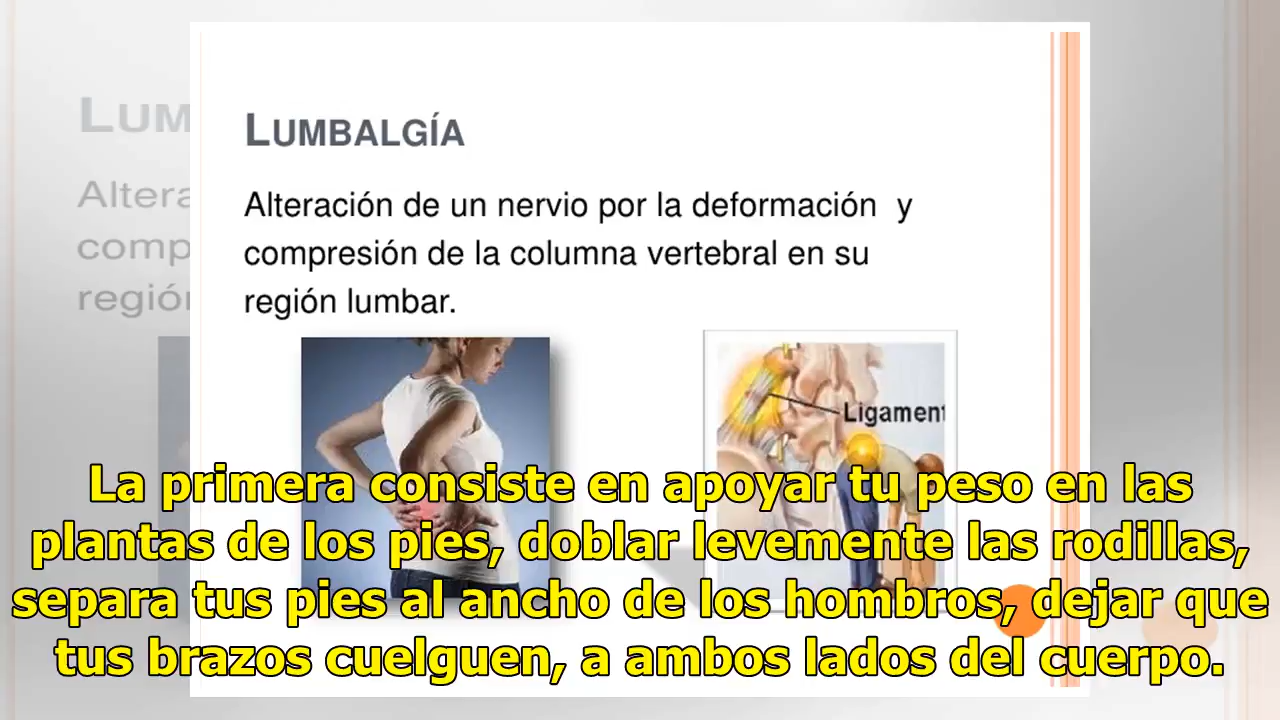 LUMBALGÍA
Alteración de un nervio por la deformación y
compresión de la columna vertebral en su
región lumbar.
Ligament
La primera consiste en apoyar tu peso en las
plantas de los pies, doblar levemente las rodillas,
separa tus pies al ancho de los hombros, dejar que
tus brazos cuelguen, a ambos lados del cuerpo.